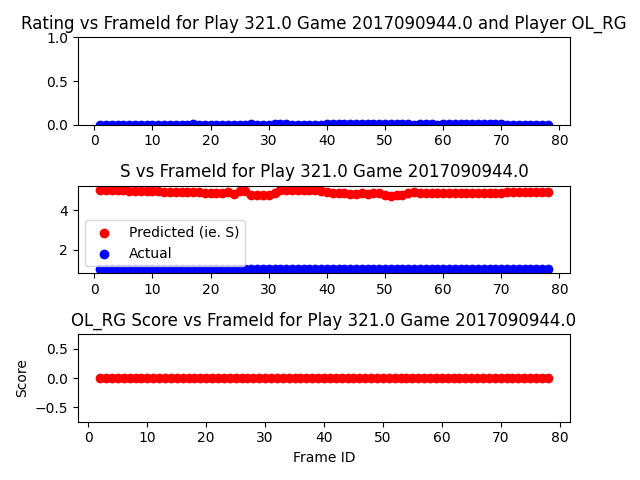 Rating vs FrameId for Play 321.0 Game 2017090944.0 and Player OL_RG
1.0
0.5
0.0
0 10 20 30 40 50 60 70 80
S vs FrameId for Play 321.0 Game 2017090944.0
4
2
Predicted (ie. S)
Actual
0 10 20 30 40 50 60 70 80
OL_RG Score vs FrameId for Play 321.0 Game 2017090944.0
Score
0.5
0.0
−0.5
0 10 20 30 40 50 60 70 80
Frame ID